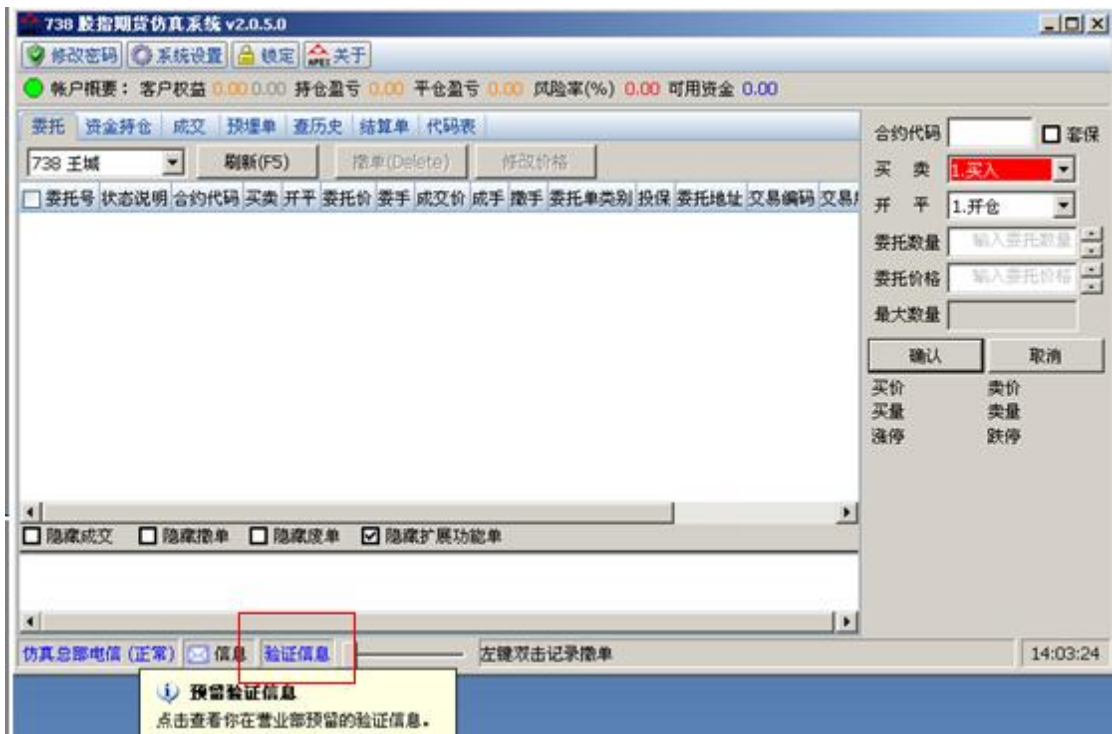 738 股指期货仿真系统 v2.0.5.0
修改密码 系统设置 锁定 APEX 关于
帐户概要： 客户权益 0.00 0.00 持仓盈亏 0.00 平仓盈亏 0.00 风险率(%) 0.00 可用资金 0.00
委托 资金持仓 成交 预埋单 查历史 结算单 代码表
738 王城 刷新(F5) 撤单(Delete) 修改价格
委托号 状态说明 合约代码 买卖 开平 委托价 委手 成交价 成手 撤手 委托单类别 投保 委托地址 交易编码
合约代码 套保
买 卖 1.买入
开 平 1.开仓
委托数量 输入委托数量
委托价格 输入委托价格
最大数量
确认 取消
买价 卖价
买量 卖量
涨停 跌停
隐藏成交 隐藏撤单 隐藏废单 隐藏扩展功能单
仿真总部电信 (正常) 信息 验证信息 左键双击记录撤单 14:03:24
预留验证信息
点击查看你在营业部预留的验证信息。